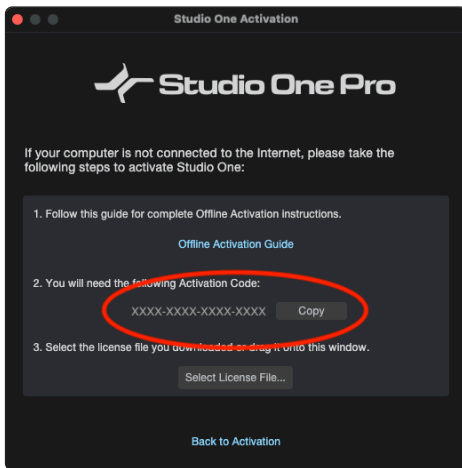 Studio One Activation
Studio One Pro
If your computer is not connected to the Internet, please take the
following steps to activate Studio One:
1. Follow this guide for complete Offline Activation instructions.
Offline Activation Guide
2. You will need the following Activation Code:
XXXX-XXXX-XXXX-XXXX Copy
3. Select the license file you downloaded or drag it onto this window.
Select License File...
Back to Activation